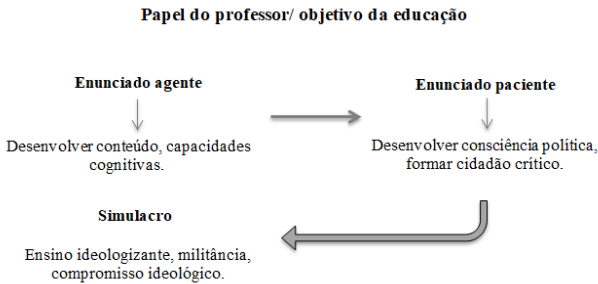 Papel do professor/ objetivo da educação
Enunciado agente
Enunciado paciente
Desenvolver conteúdo, capacidades
cognitivas.
Desenvolver consciência política,
formar cidadão crítico.
Simulacro
Ensino ideologizante, militância,
compromisso ideológico.